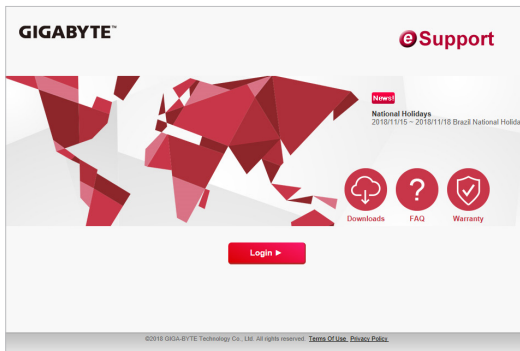 GIGABYTE™
eSupport
News!
National Holidays
2018/11/15 ~ 2018/11/18 Brazil National Holida
Downloads FAQ Warranty
Login ►
©2018 GIGA-BYTE Technology Co., Ltd. All rights reserved. Terms Of Use Privacy Policy